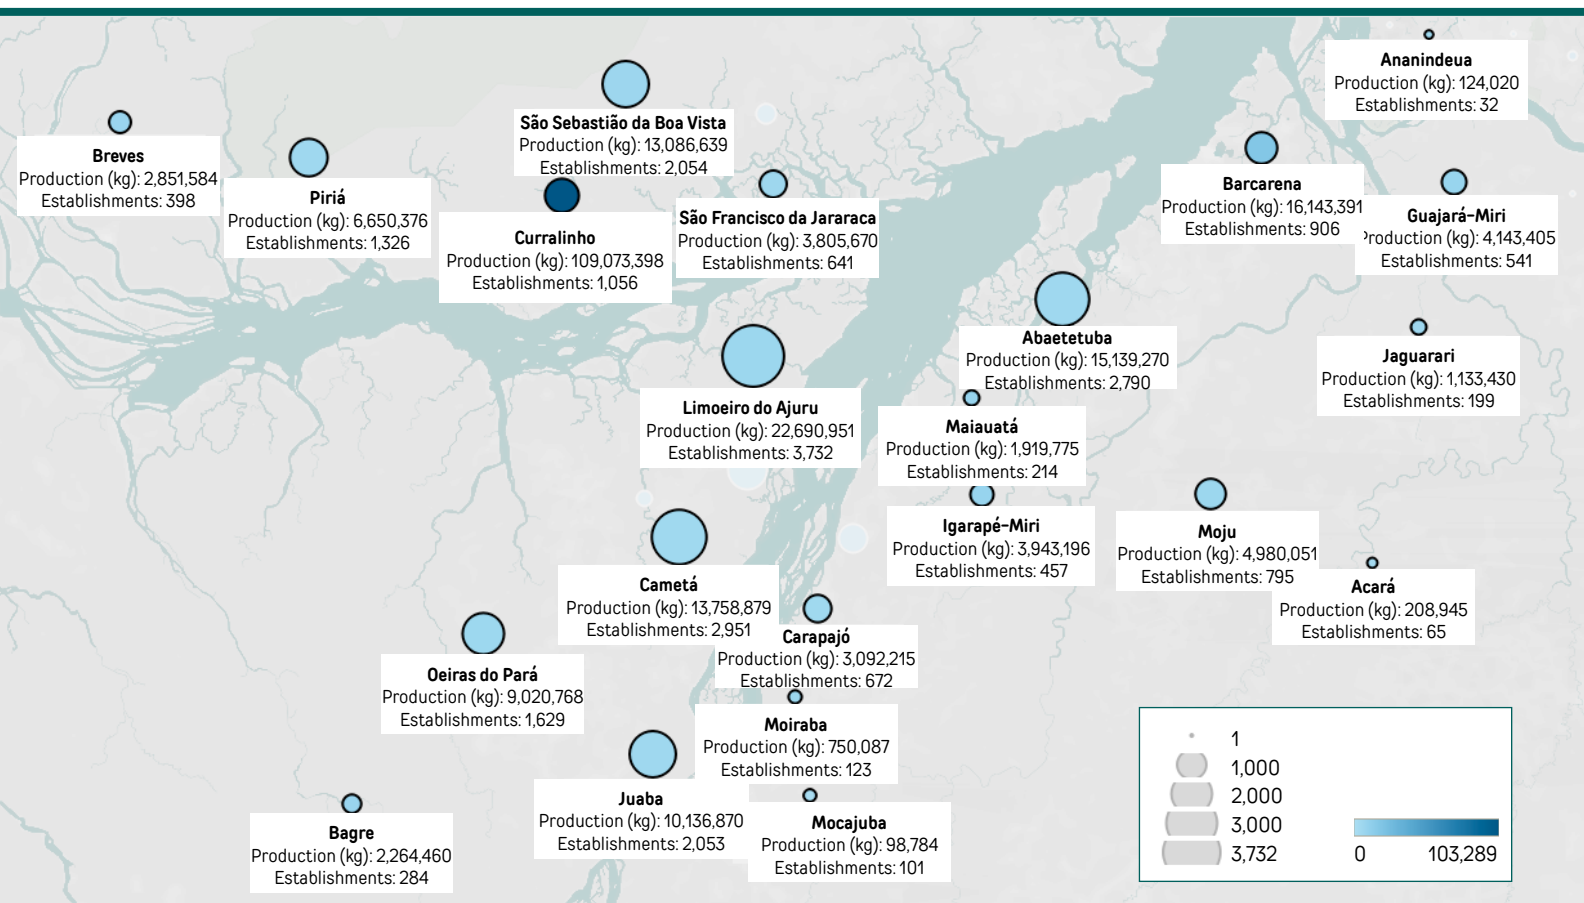 Ananindeua
Production (kg): 124,020
Establishments: 32
São Sebastião da Boa Vista
Production (kg): 13,086,639
Establishments: 2,054
Breves
Production (kg): 2,851,584
Establishments: 398
Piriá
Production (kg): 6,650,376
Establishments: 1,326
Curralinho
Production (kg): 109,073,398
Establishments: 1,056
São Francisco da Jararaca
Production (kg): 3,805,670
Establishments: 641
Barcarena
Production (kg): 16,143,391
Establishments: 906
Guajará-Miri
Production (kg): 4,143,405
Establishments: 541
Abaetetuba
Production (kg): 15,139,270
Establishments: 2,790
Jaguarari
Production (kg): 1,133,430
Establishments: 199
Limoeiro do Ajuru
Production (kg): 22,690,951
Establishments: 3,732
Maiauatá
Production (kg): 1,919,775
Establishments: 214
Igarapé-Miri
Production (kg): 3,943,196
Establishments: 457
Moju
Production (kg): 4,980,051
Establishments: 795
Acará
Production (kg): 208,945
Establishments: 65
Cametá
Production (kg): 13,758,879
Establishments: 2,951
Carapajó
Production (kg): 3,092,215
Establishments: 672
Oeiras do Pará
Production (kg): 9,020,768
Establishments: 1,629
Moiraba
Production (kg): 750,087
Establishments: 123
Juaba
Production (kg): 10,136,870
Establishments: 2,053
Mocajuba
Production (kg): 98,784
Establishments: 101
Bagre
Production (kg): 2,264,460
Establishments: 284
1
1,000
2,000
3,000
3,732
0 103,289